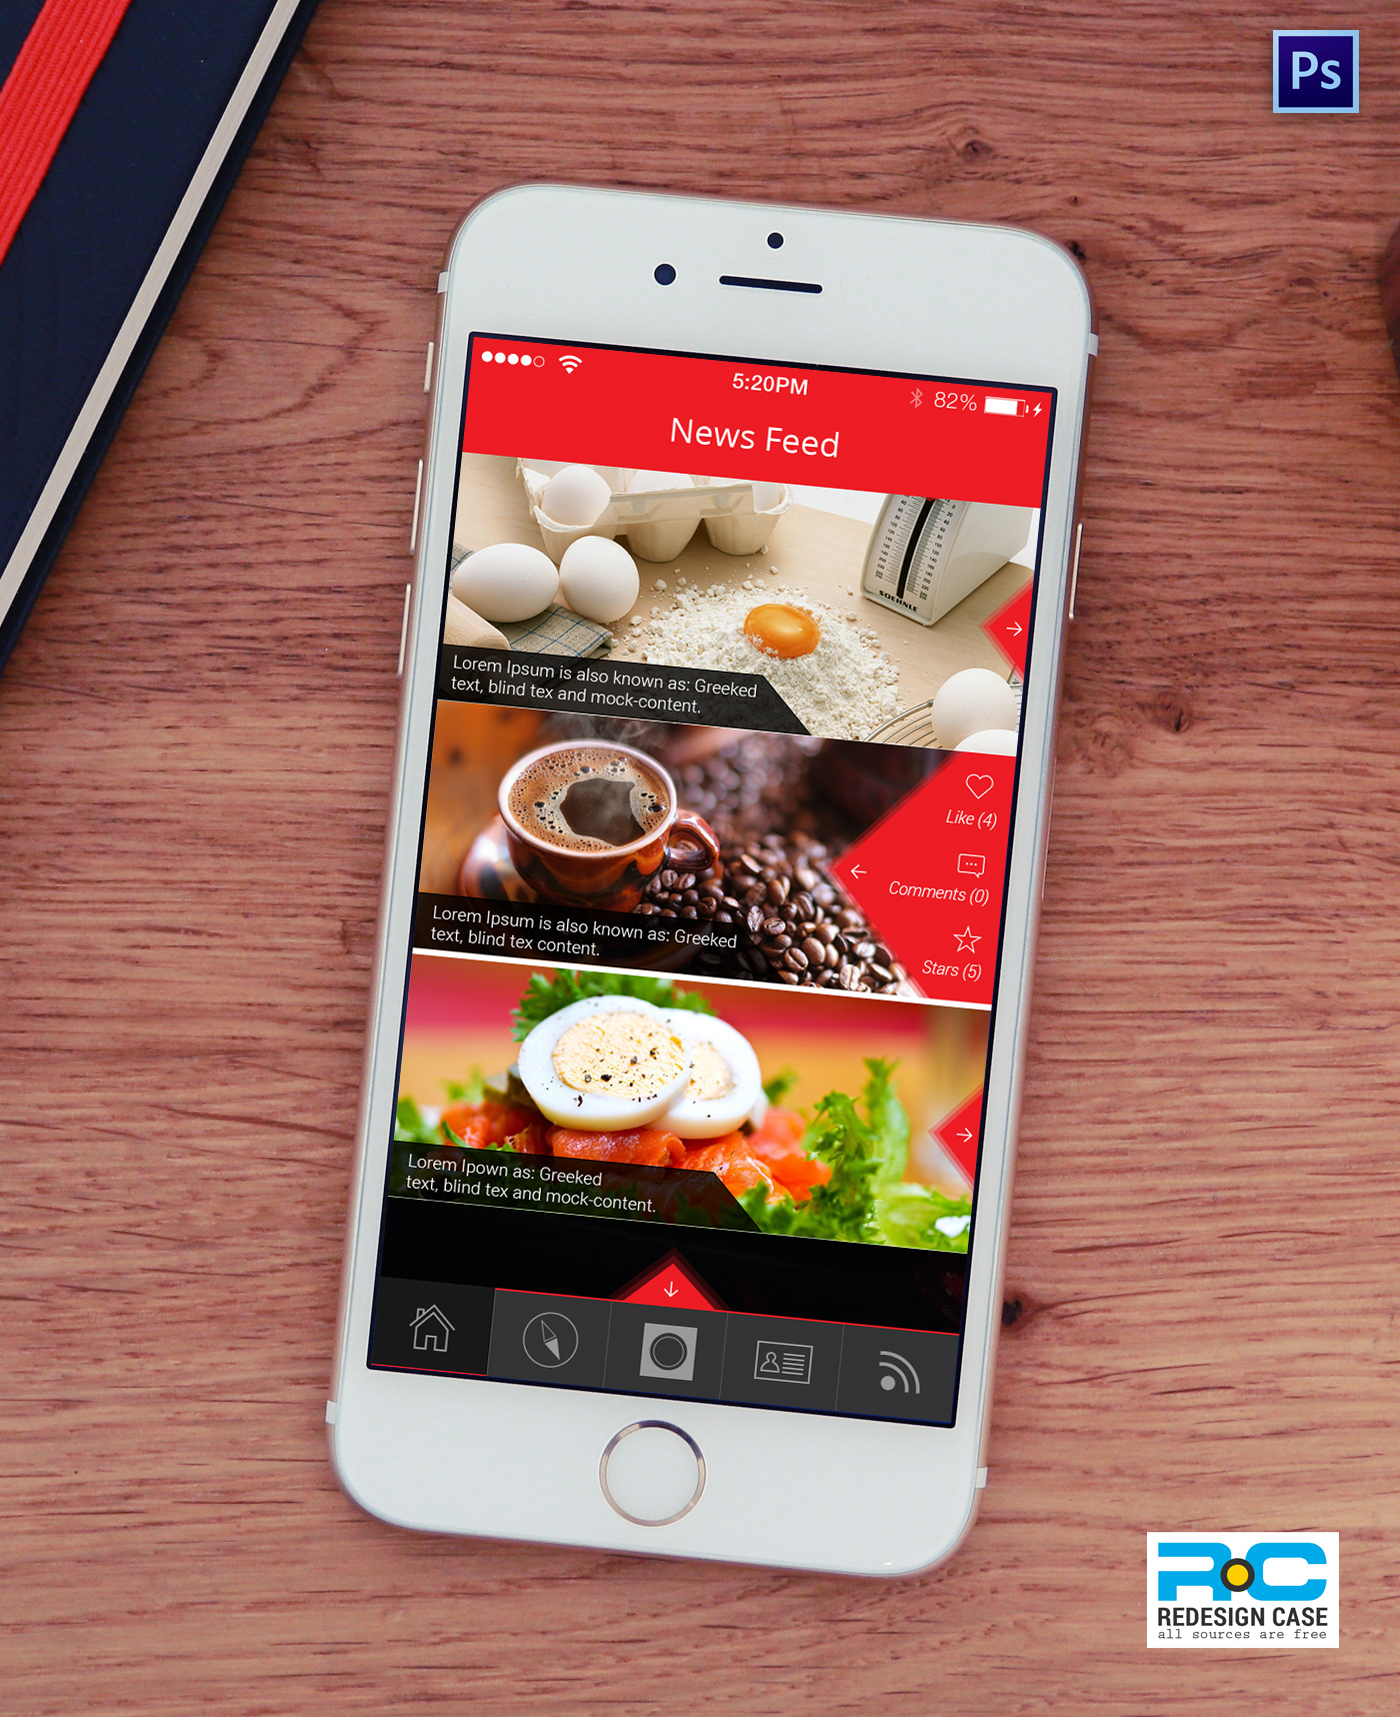 Ps
5:20PM
82%
News Feed
SOEHNLE
Lorem Ipsum is also known as: Greeked
text, blind tex and mock-content.
Like (4)
Comments (0)
Stars (5)
Lorem Ipsum is also known as: Greeked
text, blind tex content.
Lorem Ipown as: Greeked
text, blind tex and mock-content.
RC
REDESIGN CASE
all sources are free